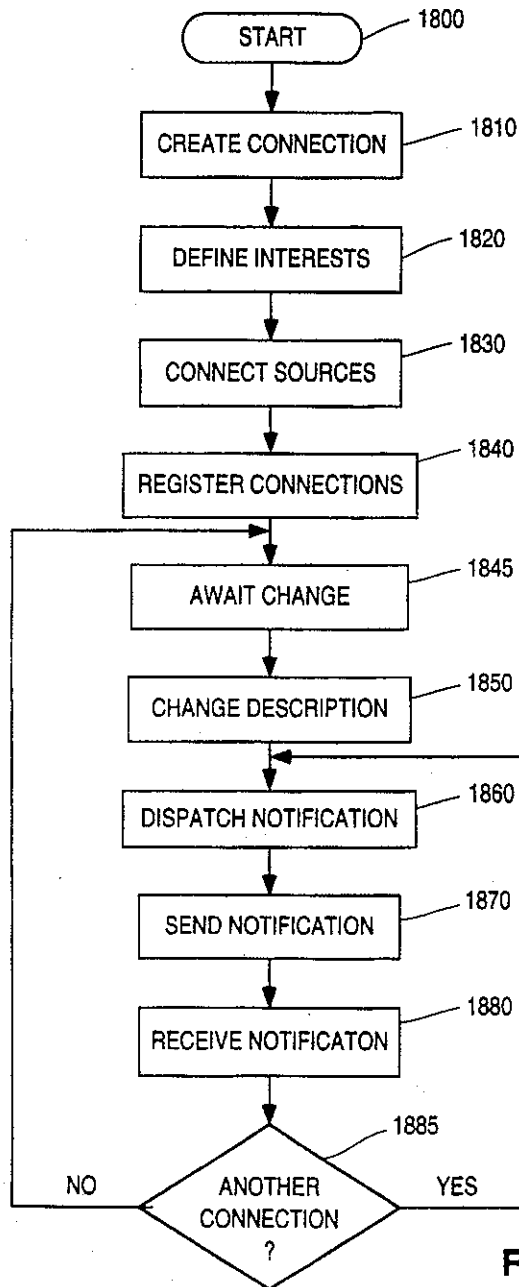 START
1800
CREATE CONNECTION
1810
DEFINE INTERESTS
1820
CONNECT SOURCES
1830
REGISTER CONNECTIONS
1840
AWAIT CHANGE
1845
CHANGE DESCRIPTION
1850
DISPATCH NOTIFICATION
1860
SEND NOTIFICATION
1870
RECEIVE NOTIFICATON
1880
1885
NO
ANOTHER
CONNECTION
?
YES